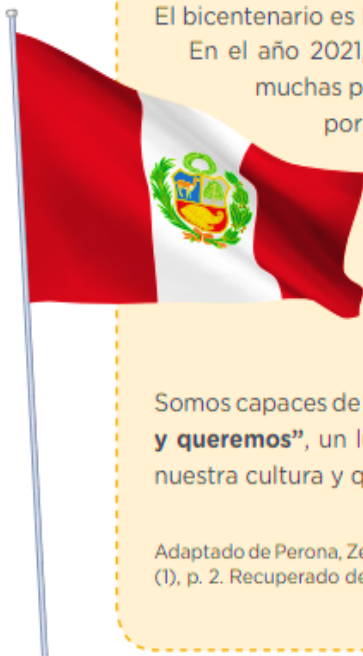 El bicentenario es
En el año 2021,
muchas p
por
Somos capaces de
y queremos”, un I
nuestra cultura y q
Adaptado de Perona, Ze
(1), p. 2. Recuperado de